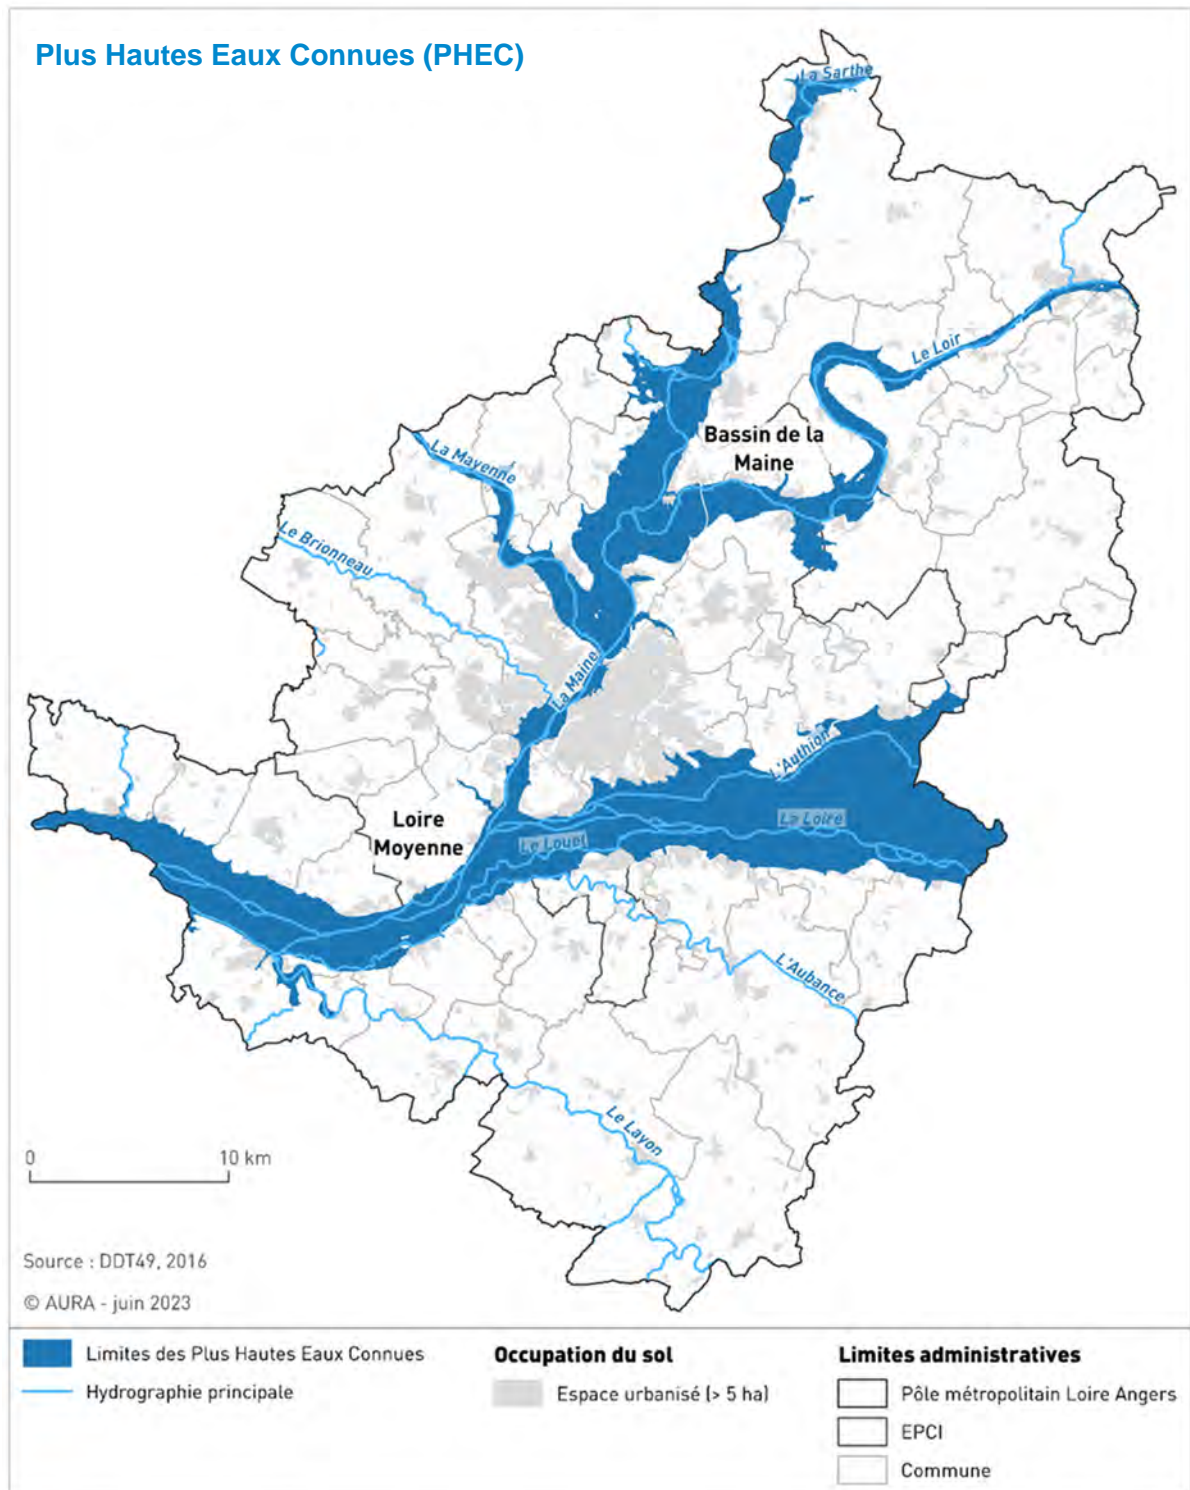 Plus Hautes Eaux Connues (PHEC)
La Sarthe
Le Loir
Bassin de la
Maine
La Mayenne
Le Brionneau
La Maine
L'Authion
La Loire
Loire
Moyenne
Le Louet
L'Aubance
Le Layon
0 10 km
Source : DDT49, 2016
© AURA - juin 2023
Limites des Plus Hautes Eaux Connues
Hydrographie principale
Occupation du sol
Espace urbanisé (> 5 ha)
Limites administratives
Pôle métropolitain Loire Angers
EPCI
Commune